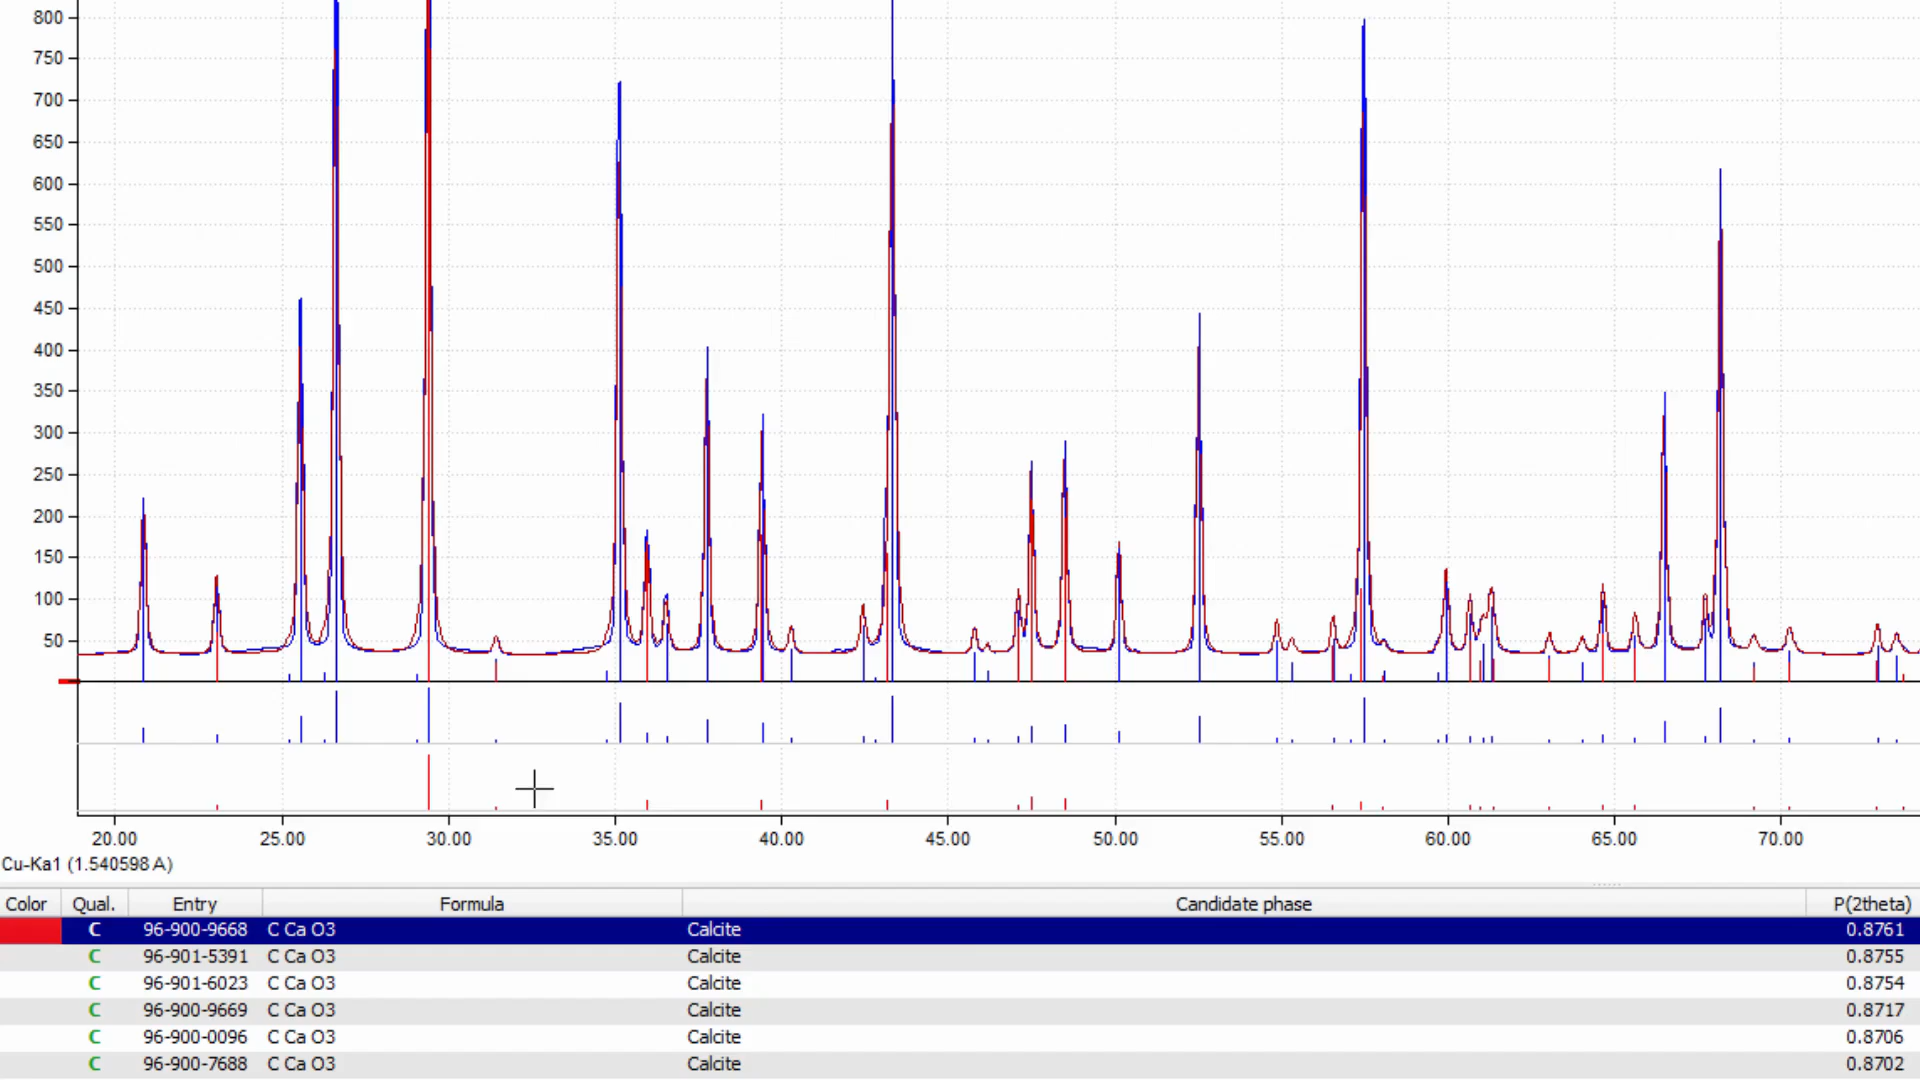 800
750
700
650
600
550
500
450
400
350
300
250
200
150
100
50
20.00 25.00 30.00 35.00 40.00 45.00 50.00 55.00 60.00 65.00 70.00
Cu-Ka1 (1.540598 A)
Color Qual. Entry Formula Candidate phase P(2theta)
C 96-900-9668 C Ca O3 Calcite 0.8761
C 96-901-5391 C Ca O3 Calcite 0.8755
C 96-901-6023 C Ca O3 Calcite 0.8754
C 96-900-9669 C Ca O3 Calcite 0.8717
C 96-900-0096 C Ca O3 Calcite 0.8706
C 96-900-7688 C Ca O3 Calcite 0.8702